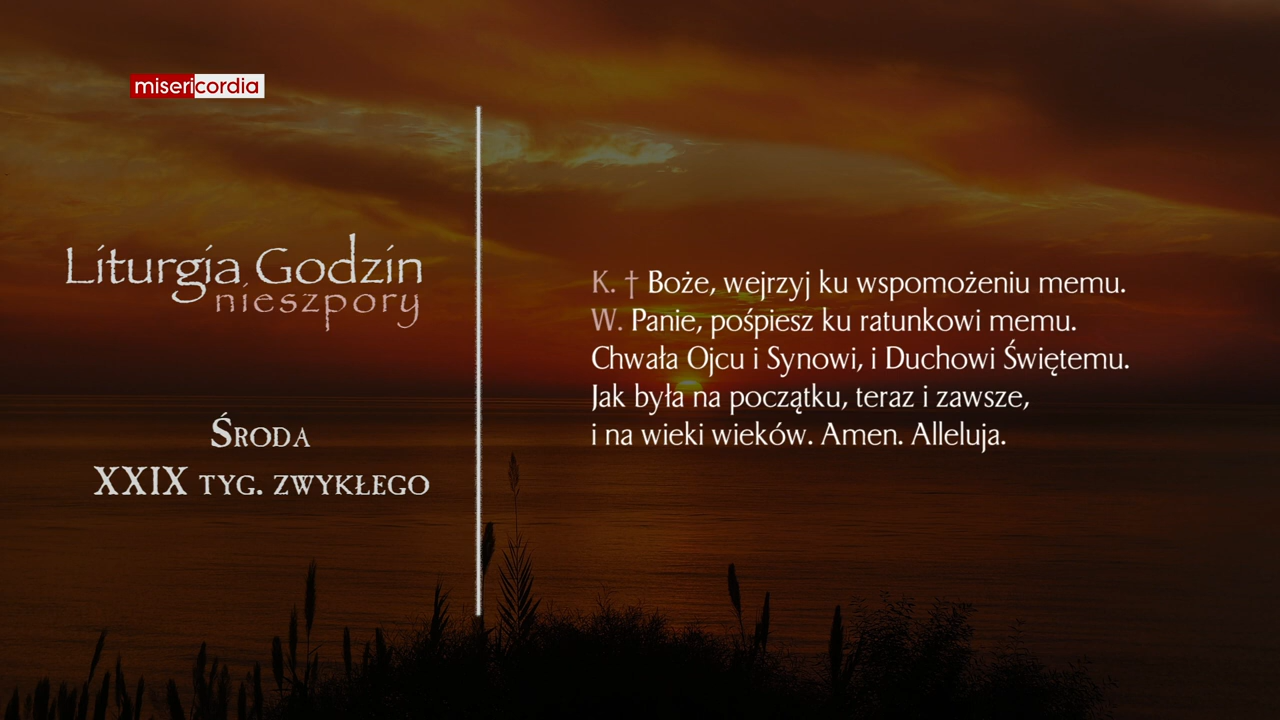 misericordia
Liturgia Godzin
nieszpory
Środa
XXIX tyg. zwykłego
K. † Boże, wejrzyj ku wspomożeniu memu.
W. Panie, pośpiesz ku ratunkowi memu.
Chwała Ojcu i Synowi, i Duchowi Świętemu.
Jak była na początku, teraz i zawsze,
i na wieki wieków. Amen. Alleluja.